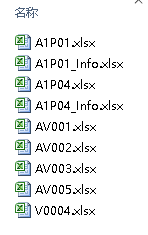 名称
A1P01.xlsx
A1P01_Info.xlsx
A1P04.xlsx
A1P04_Info.xlsx
AV001.xlsx
AV002.xlsx
AV003.xlsx
AV005.xlsx
V0004.xlsx